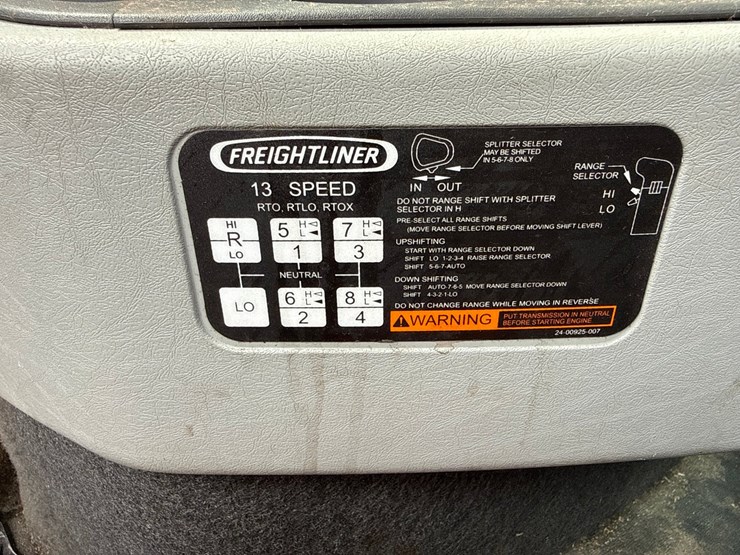 FREIGHTLINER
13 SPEED
RTO, RTLO, RTOX
HI
R
LO
5 H L
1
7 H L
3
NEUTRAL
LO
6 H L
2
8 H L
4
SPLITTER SELECTOR
MAY BE SHIFTED
IN 5-6-7-8 ONLY
IN OUT
RANGE
SELECTOR
HI
LO
DO NOT RANGE SHIFT WITH SPLITTER
SELECTOR IN H
PRE-SELECT ALL RANGE SHIFTS
(MOVE RANGE SELECTOR BEFORE MOVING SHIFT LEVER)
UPSHIFTING
START WITH RANGE SELECTOR DOWN
SHIFT LO 1-2-3-4 RAISE RANGE SELECTOR
SHIFT 5-6-7-AUTO
DOWN SHIFTING
SHIFT AUTO-7-6-5 MOVE RANGE SELECTOR DOWN
SHIFT 4-3-2-1-LO
DO NOT CHANGE RANGE WHILE MOVING IN REVERSE
WARNING
PUT TRANSMISSION IN NEUTRAL
BEFORE STARTING ENGINE
24-00925-007